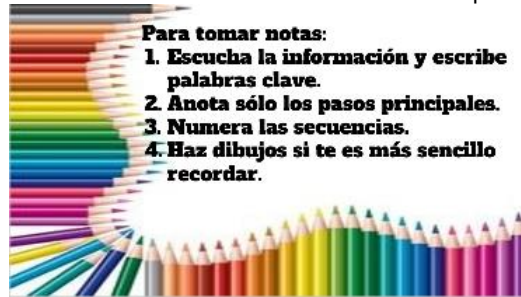 Para tomar notas:
1. Escucha la información y escribe
palabras clave.
2. Anota sólo los pasos principales.
3. Numera las secuencias.
4. Haz dibujos si te es más sencillo
recordar.